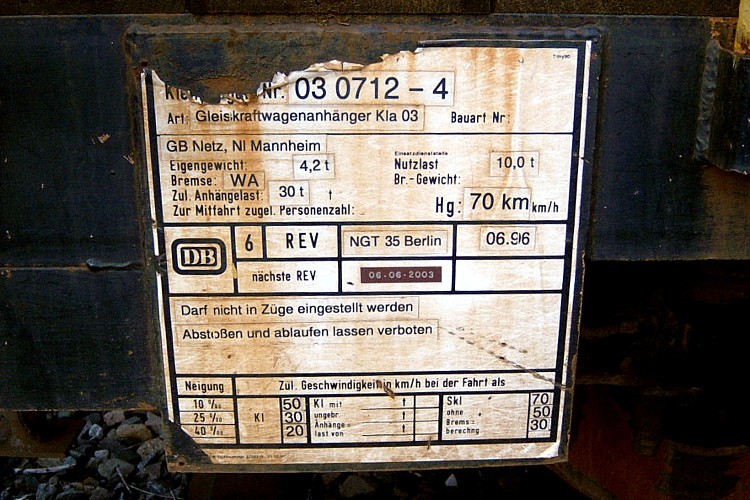 Nr. 03 0712 - 4
Art: Gleiskraftwagenanhänger Kla 03 Bauart Nr:
GB Netz, NI Mannheim
Eigengewicht: 4,2 t Nutzlast 10,0 t
Bremse: WA Br.-Gewicht:
Zul. Anhängelast: 30 t t
Zur Mitfahrt zugel. Personenzahl: Hg: 70 km km/h
DB 6 REV NGT 35 Berlin 06.96
nächste REV 06-06-2003
Darf nicht in Züge eingestellt werden
Abstoßen und ablaufen lassen verboten
Neigung Zul. Geschwindigkeit in km/h bei der Fahrt als
10 ‰ 50 Kl mit t Skl 70
25 ‰ Kl 30 ungebr. t ohne 50
40 ‰ 20 Anhänge- t Brems- 30
last von berechng